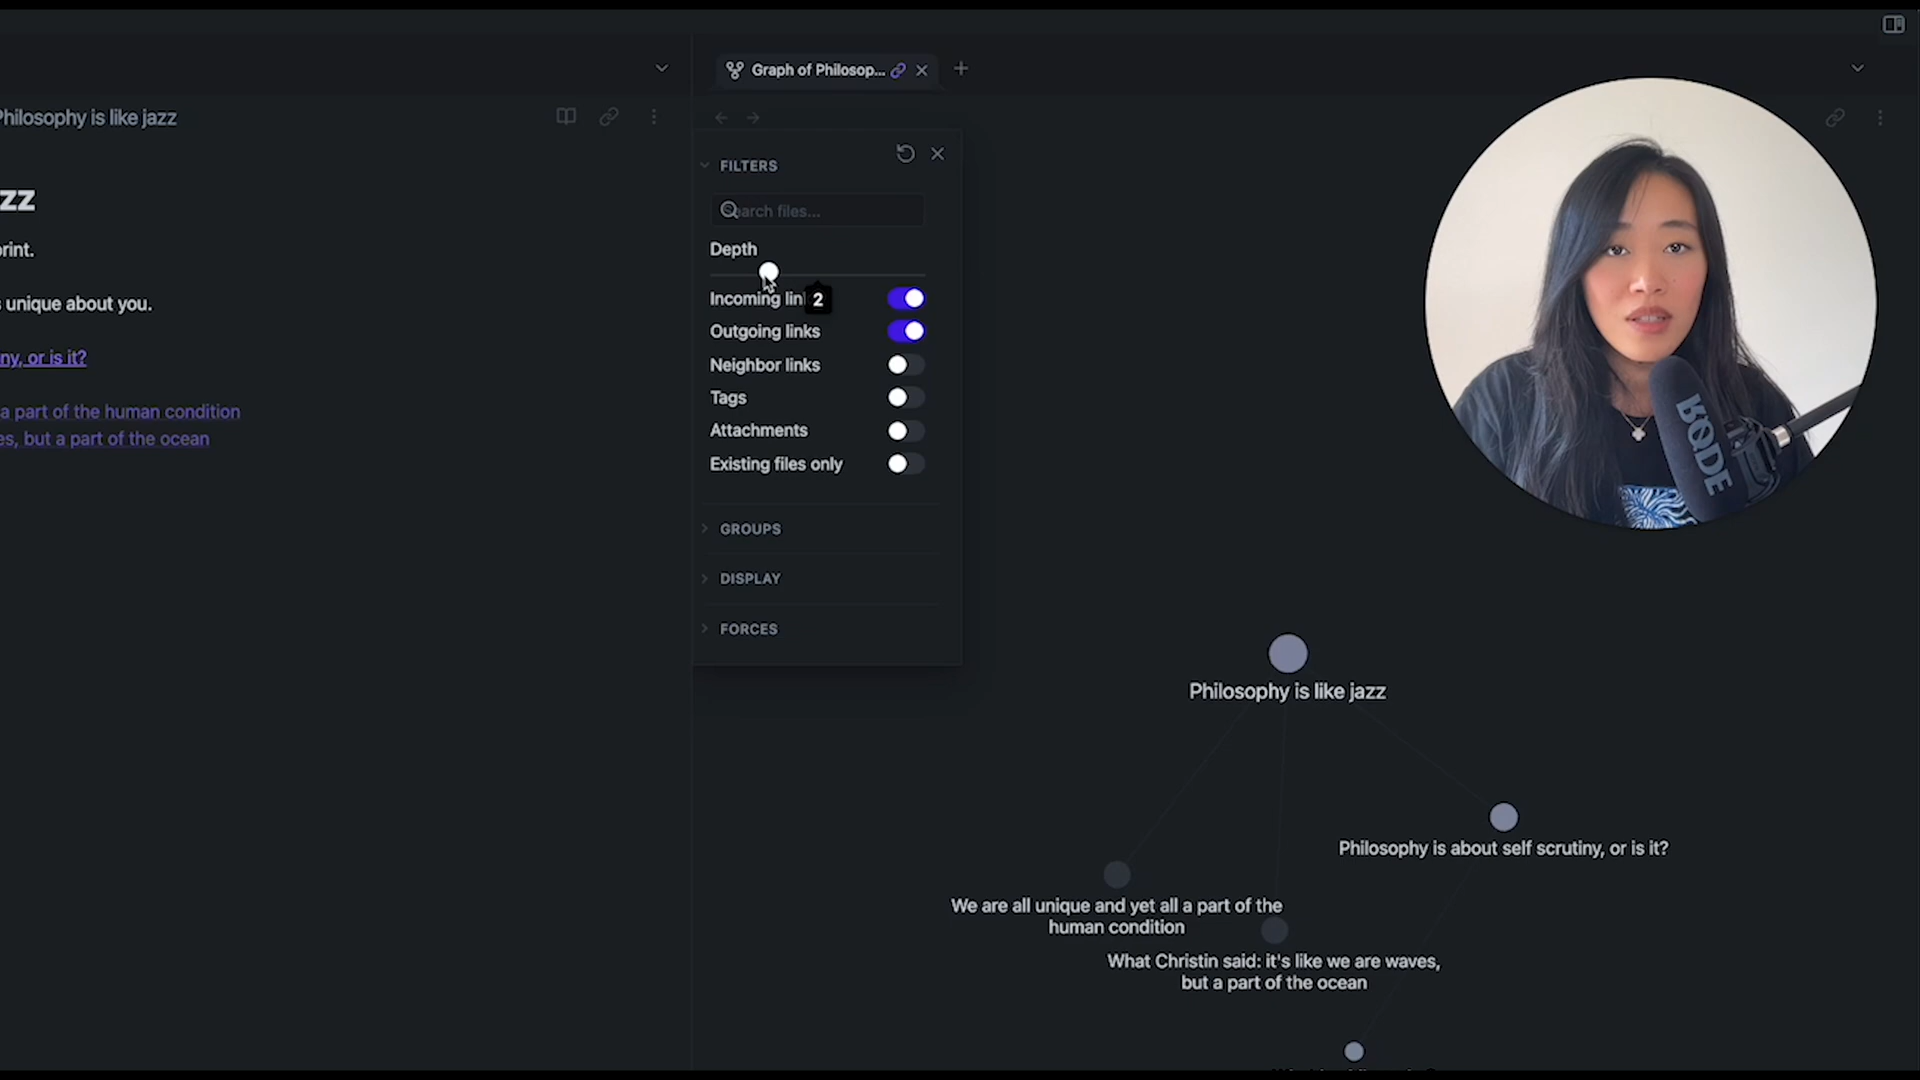 Graph of Philosop...
Philosophy is like jazz
zz
print.
s unique about you.
ny, or is it?
a part of the human condition
es, but a part of the ocean
FILTERS
Search files...
Depth
2
Incoming lin
Outgoing links
Neighbor links
Tags
Attachments
Existing files only
GROUPS
DISPLAY
FORCES
RODE
Philosophy is like jazz
Philosophy is about self scrutiny, or is it?
We are all unique and yet all a part of the
human condition
What Christin said: it's like we are waves,
but a part of the ocean